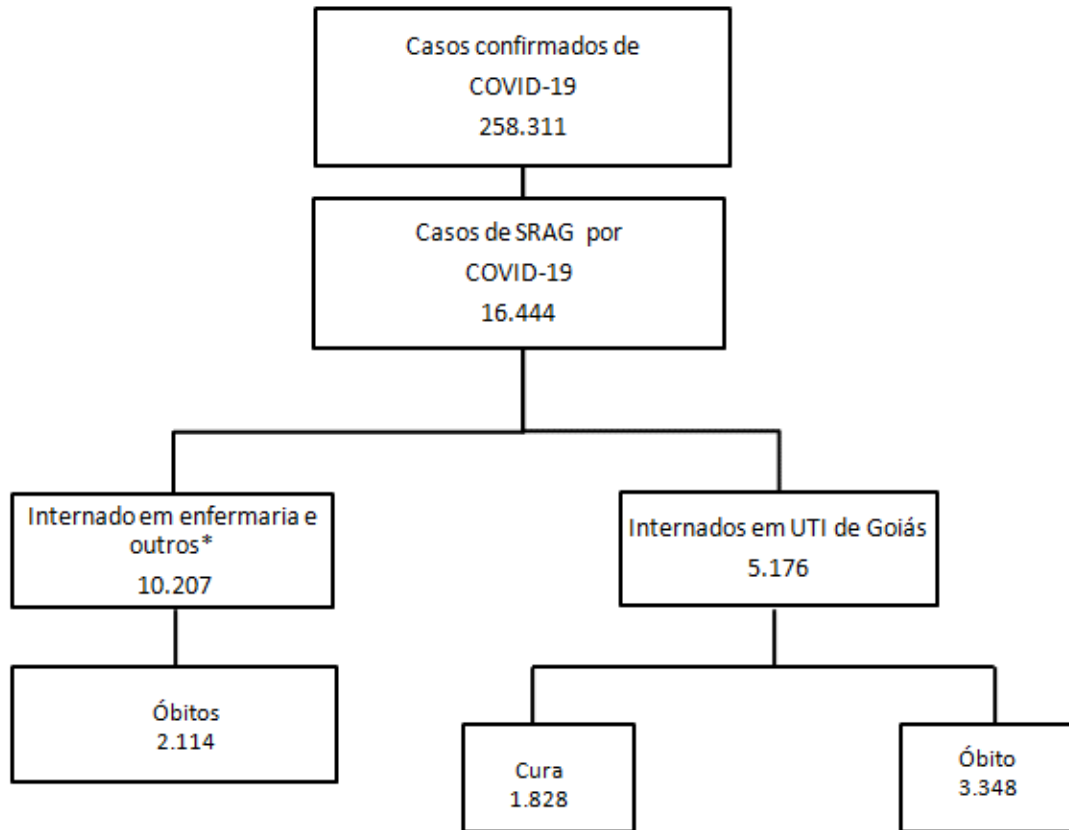 Casos confirmados de
COVID-19
258.311
Casos de SRAG por
COVID-19
16.444
Internado em enfermaria e
outros*
10.207
Internados em UTI de Goiás
5.176
Óbitos
2.114
Cura
1.828
Óbito
3.348